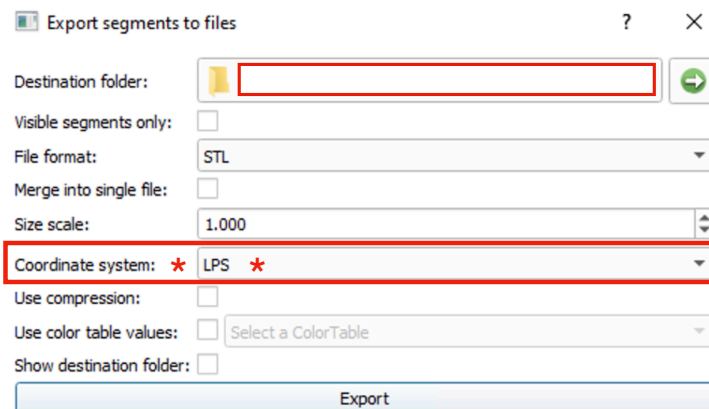 Export segments to files ? ×
Destination folder:
Visible segments only:
File format: STL
Merge into single file:
Size scale: 1.000
Coordinate system: * LPS *
Use compression:
Use color table values: Select a ColorTable
Show destination folder:
Export